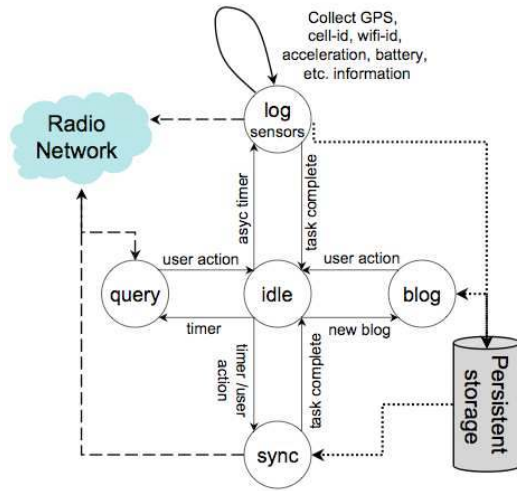 Collect GPS,
cell-id, wifi-id,
acceleration, battery,
etc. information
log
sensors
Radio
Network
asyc timer
task complete
user action
user action
query
idle
blog
timer
new blog
timer /user
action
task complete
Persistent
storage
sync